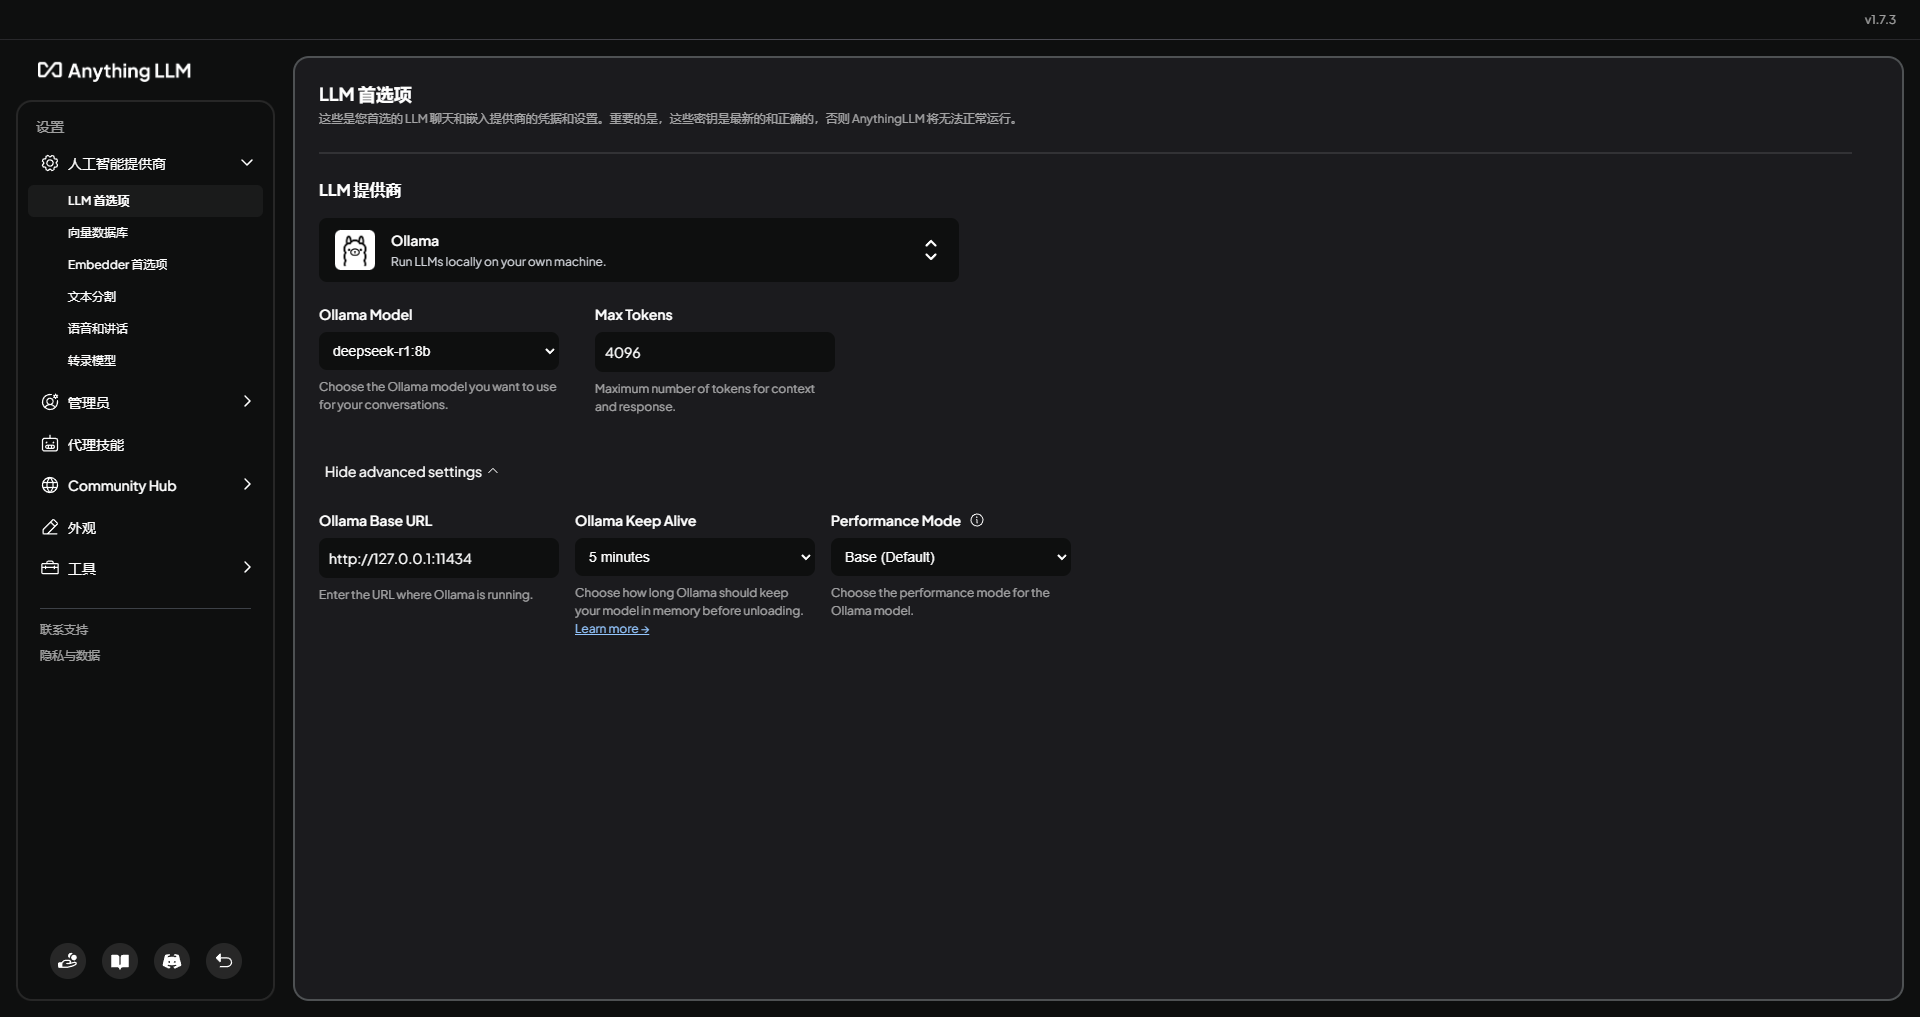 v1.7.3
Anything LLM
设置
人工智能提供商
LLM 首选项
向量数据库
Embedder 首选项
文本分割
语音和讲话
转录模型
管理员
代理技能
Community Hub
外观
工具
联系支持
隐私与数据
LLM 首选项
这些是您首选的 LLM 聊天和嵌入提供商的凭据和设置。重要的是，这些密钥是最新的和正确的，否则 AnythingLLM 将无法正常运行。
LLM 提供商
Ollama
Run LLMs locally on your own machine.
Ollama Model
deepseek-r1:8b
Choose the Ollama model you want to use
for your conversations.
Max Tokens
4096
Maximum number of tokens for context
and response.
Hide advanced settings
Ollama Base URL
http://127.0.0.1:11434
Enter the URL where Ollama is running.
Ollama Keep Alive
5 minutes
Choose how long Ollama should keep
your model in memory before unloading.
Learn more →
Performance Mode
Base (Default)
Choose the performance mode for the
Ollama model.